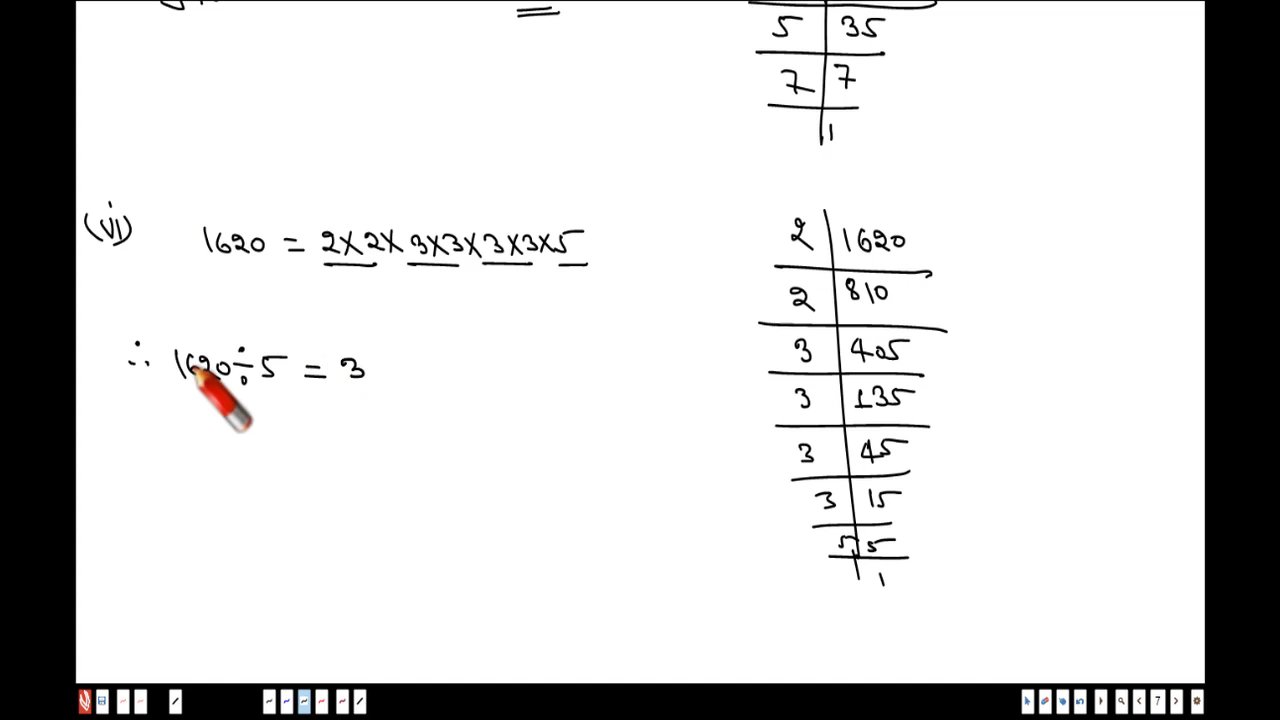 5 | 35
7 | 7
1
(vi) 1620 = 2×2×3×3×3×3×5
∴ 1620÷5 = 3
2 | 1620
2 | 810
3 | 405
3 | 135
3 | 45
3 | 15
5 | 5
1
7